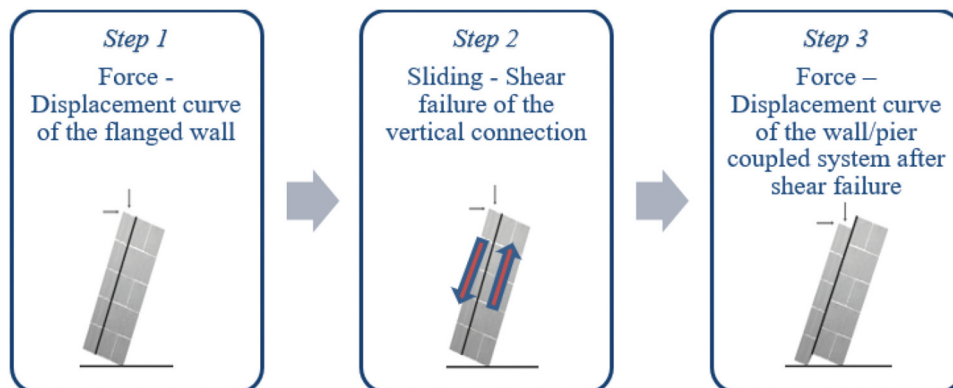 Step 1
Force -
Displacement curve
of the flanged wall
Step 2
Sliding - Shear
failure of the
vertical connection
Step 3
Force –
Displacement curve
of the wall/pier
coupled system after
shear failure